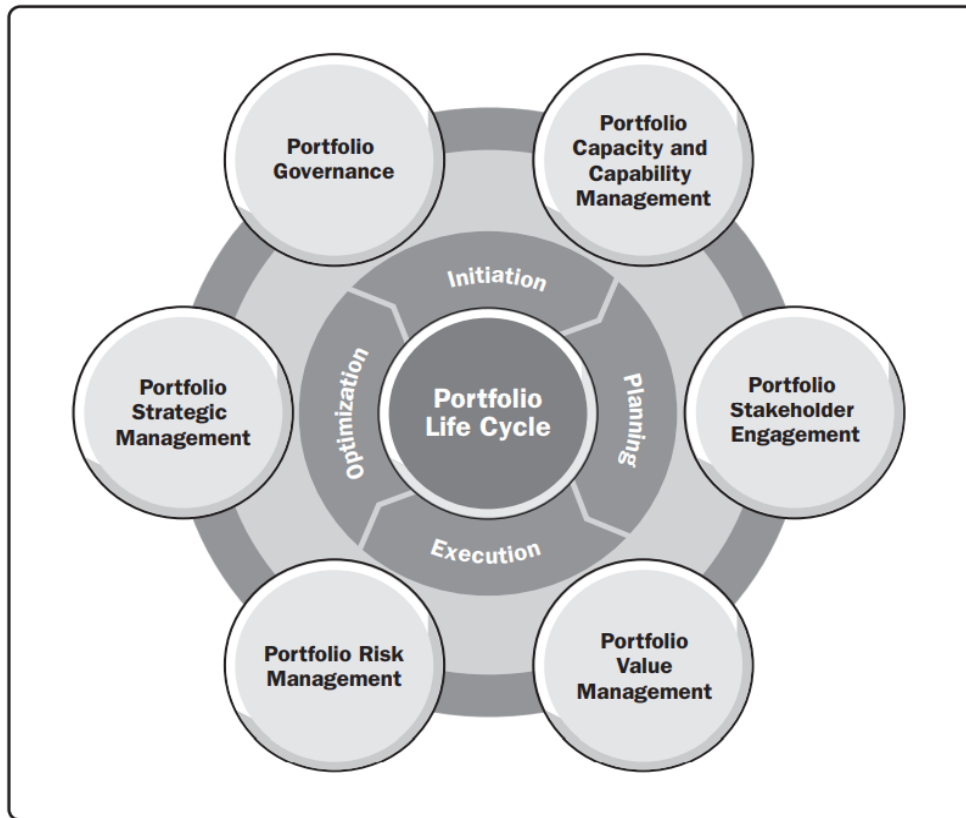 Portfolio
Governance
Portfolio
Capacity and
Capability
Management
Initiation
Portfolio
Strategic
Management
Optimization
Portfolio
Life Cycle
Planning
Portfolio
Stakeholder
Engagement
Execution
Portfolio Risk
Management
Portfolio
Value
Management